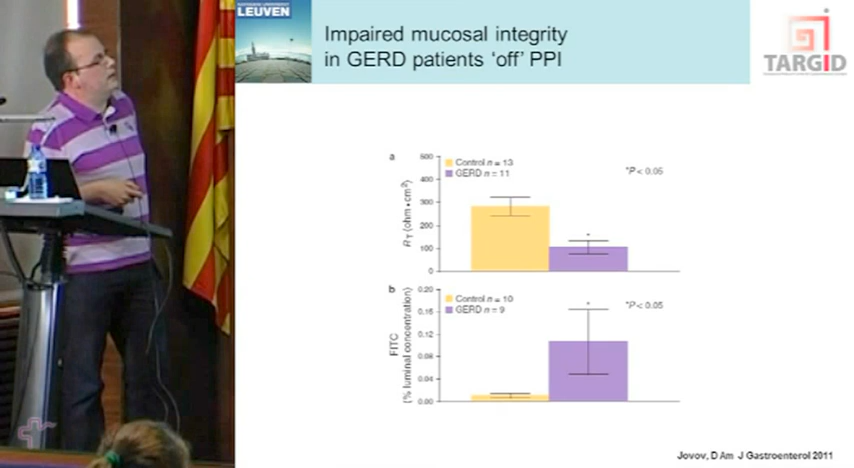 LEUVEN
Impaired mucosal integrity
in GERD patients 'off' PPI
TARGID
a
500
400
300
200
100
0
R T (ohm•cm²)
Control n = 13
GERD n = 11
*P < 0.05
*
b
0.20
0.16
0.12
0.08
0.04
0.00
FITC
(% luminal concentration)
Control n = 10
GERD n = 9
*P < 0.05
*
Jovov, D Am J Gastroenterol 2011